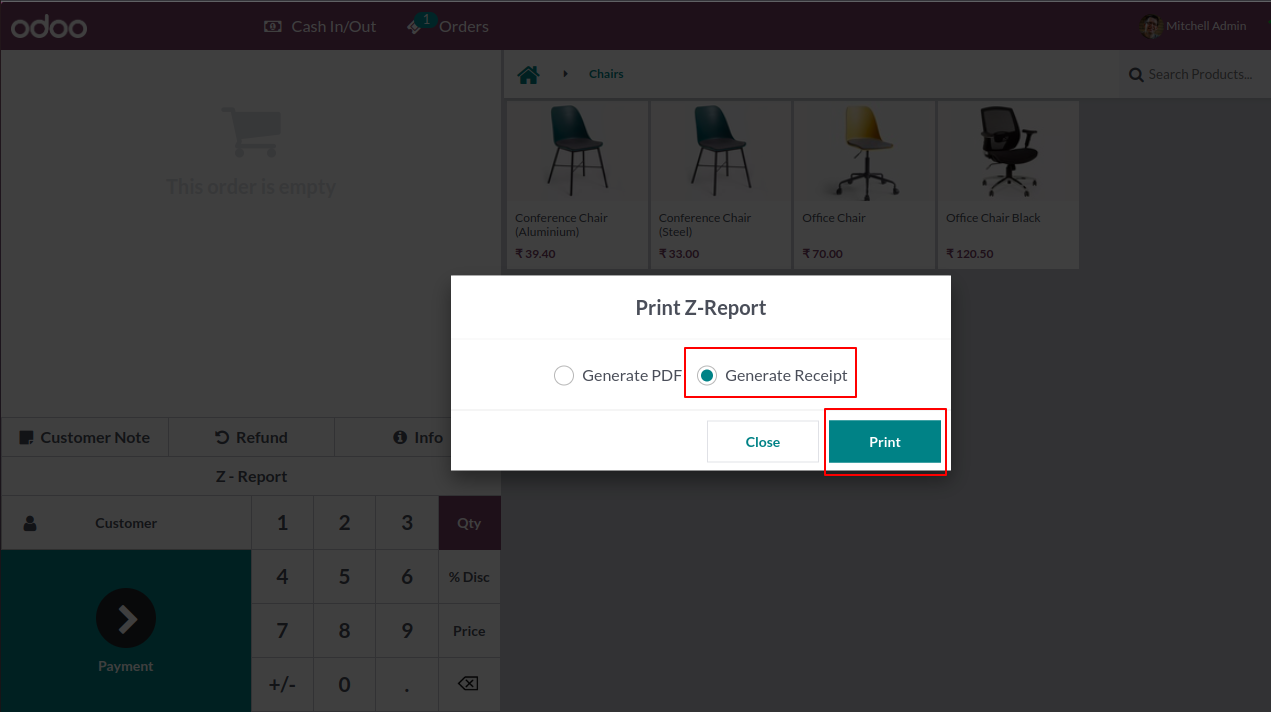 odoo
Cash In/Out
1
Orders
Mitchell Admin
Chairs
Search Products...
This order is empty
Conference Chair
(Aluminium)
₹ 39.40
Conference Chair
(Steel)
₹ 33.00
Office Chair
₹ 70.00
Office Chair Black
₹ 120.50
Print Z-Report
Generate PDF
Generate Receipt
Close
Print
Customer Note
Refund
Info
Z - Report
Customer
1 2 3 Qty
4 5 6 % Disc
7 8 9 Price
+/- 0 .
Payment